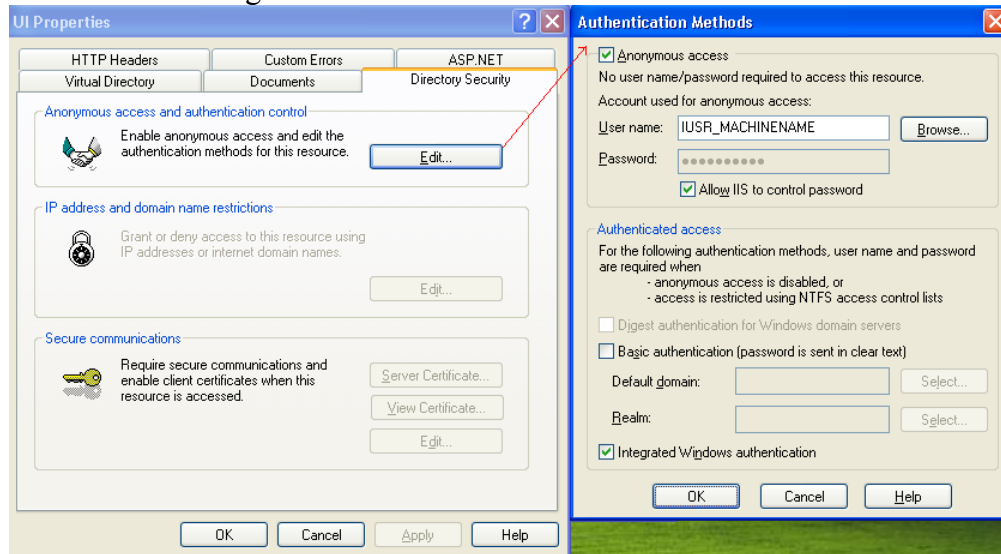 UI Properties
HTTP Headers
Custom Errors
ASP.NET
Virtual Directory
Documents
Directory Security
Anonymous access and authentication control
Enable anonymous access and edit the
authentication methods for this resource.
Edit...
IP address and domain name restrictions
Grant or deny access to this resource using
IP addresses or internet domain names.
Edit...
Secure communications
Require secure communications and
enable client certificates when this
resource is accessed.
Server Certificate...
View Certificate...
Edit...
OK
Cancel
Apply
Help
Authentication Methods
Anonymous access
No user name/password required to access this resource.
Account used for anonymous access:
User name:
IUSR_MACHINENAME
Browse...
Password:
Allow IIS to control password
Authenticated access
For the following authentication methods, user name and password
are required when
- anonymous access is disabled, or
- access is restricted using NTFS access control lists
Digest authentication for Windows domain servers
Basic authentication (password is sent in clear text)
Default domain:
Select...
Realm:
Select...
Integrated Windows authentication
OK
Cancel
Help